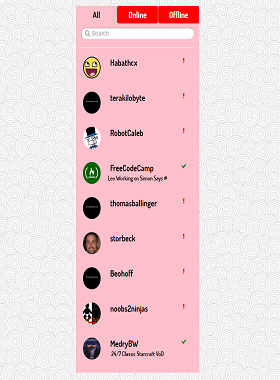 All
Online
Offline
Search
Habathcx
!
terakilobyte
!
RobotCaleb
!
FreeCodeCamp
Leo Working on Simon Says #
thomasballinger
!
storbeck
!
Beohoff
!
noobs2ninjas
!
MedryBW
24/7 Classic Starcraft VoD